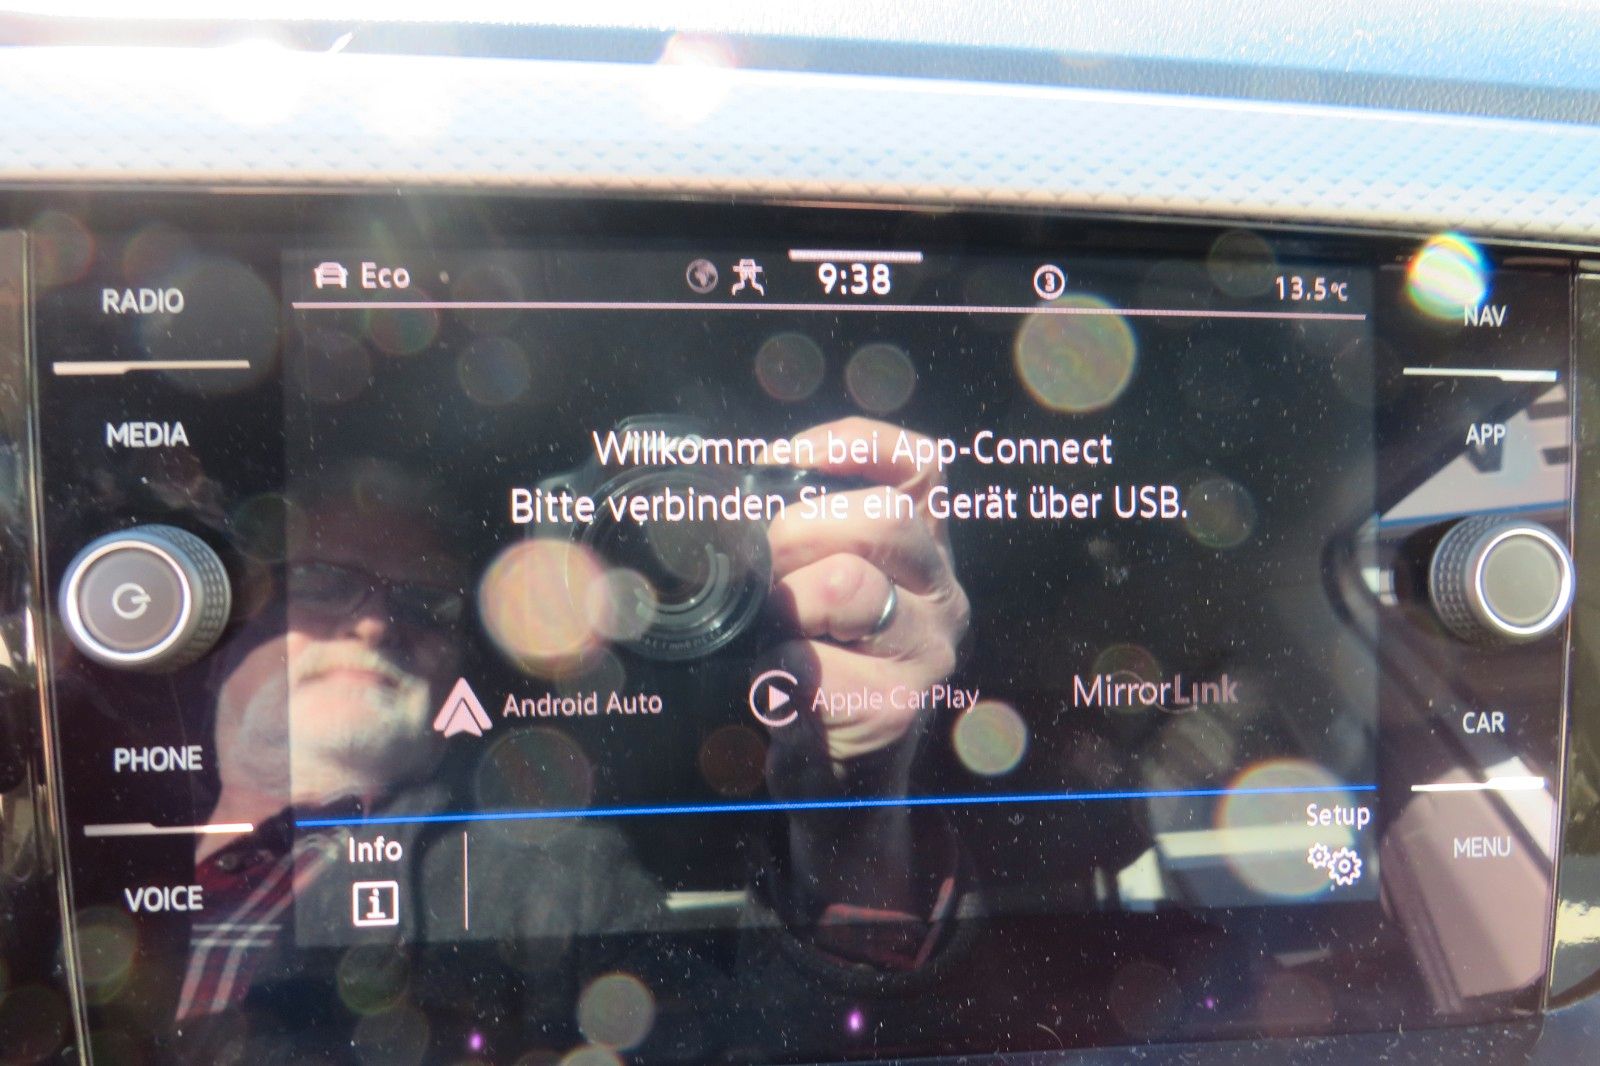 Eco 9:38 3 13.5°C
RADIO
NAV
MEDIA
APP
Willkommen bei App-Connect
Bitte verbinden Sie ein Gerät über USB.
Android Auto Apple CarPlay MirrorLink
PHONE
CAR
Info
Setup
VOICE
MENU
i